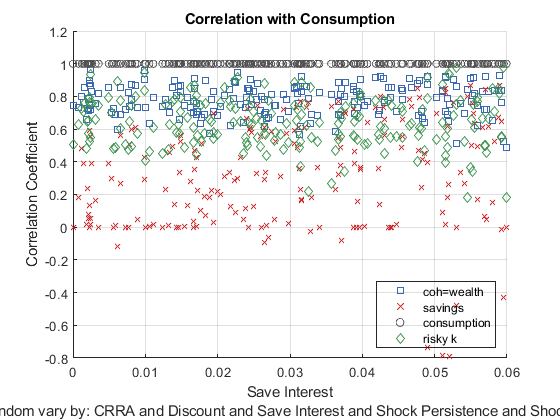 Correlation with Consumption
Correlation Coefficient
1.2
1
0.8
0.6
0.4
0.2
0
-0.2
-0.4
-0.6
-0.8
0 0.01 0.02 0.03 0.04 0.05 0.06
coh=wealth
savings
consumption
risky k
Save Interest
ndom vary by: CRRA and Discount and Save Interest and Shock Persistence and Shoc